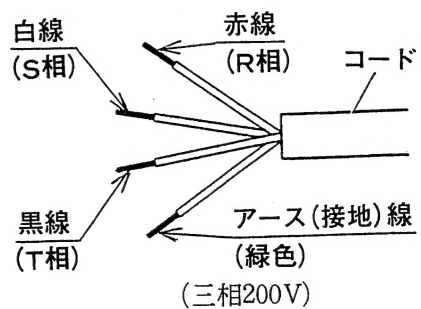 白線
(S相)
赤線
(R相)
コード
黒線
(T相)
アース(接地)線
(緑色)
(三相200V)